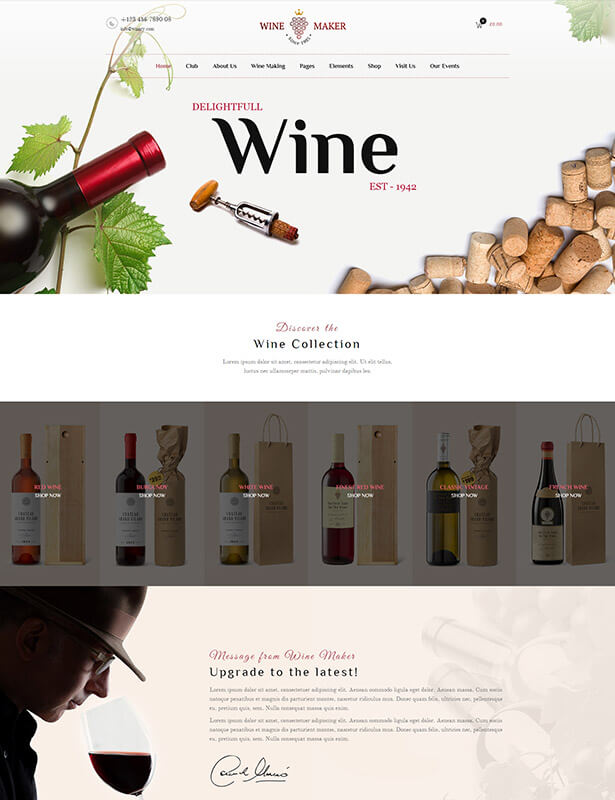 +123 456 7890 08
info@winery.com
WINE MAKER
SINCE 1985
0
£0.00
Home Club About Us Wine Making Pages Elements Shop Visit Us Our Events
DELIGHTFULL
Wine
EST - 1942
Discover the
Wine Collection
Lorem ipsum dolor sit amet, consectetur adipiscing elit. Ut elit tellus,
luctus nec ullamcorper mattis, pulvinar dapibus leo.
RED WINE
SHOP NOW
BURGUNDY
SHOP NOW
WHITE WINE
SHOP NOW
FINEST RED WINE
SHOP NOW
CLASSIC VINTAGE
SHOP NOW
FRENCH WINE
SHOP NOW
Message from Wine Maker
Upgrade to the latest!
Lorem ipsum dolor sit amet, consectetuer adipiscing elit. Aenean commodo ligula eget dolor. Aenean massa. Cum sociis
natoque penatibus et magnis dis parturient montes, nascetur ridiculus mus. Donec quam felis, ultricies nec, pellentesque
eu, pretium quis, sem. Nulla consequat massa quis enim.
Lorem ipsum dolor sit amet, consectetuer adipiscing elit. Aenean commodo ligula eget dolor. Aenean massa. Cum sociis
natoque penatibus et magnis dis parturient montes, nascetur ridiculus mus. Donec quam felis, ultricies nec, pellentesque
eu, pretium quis, sem. Nulla consequat massa quis enim.